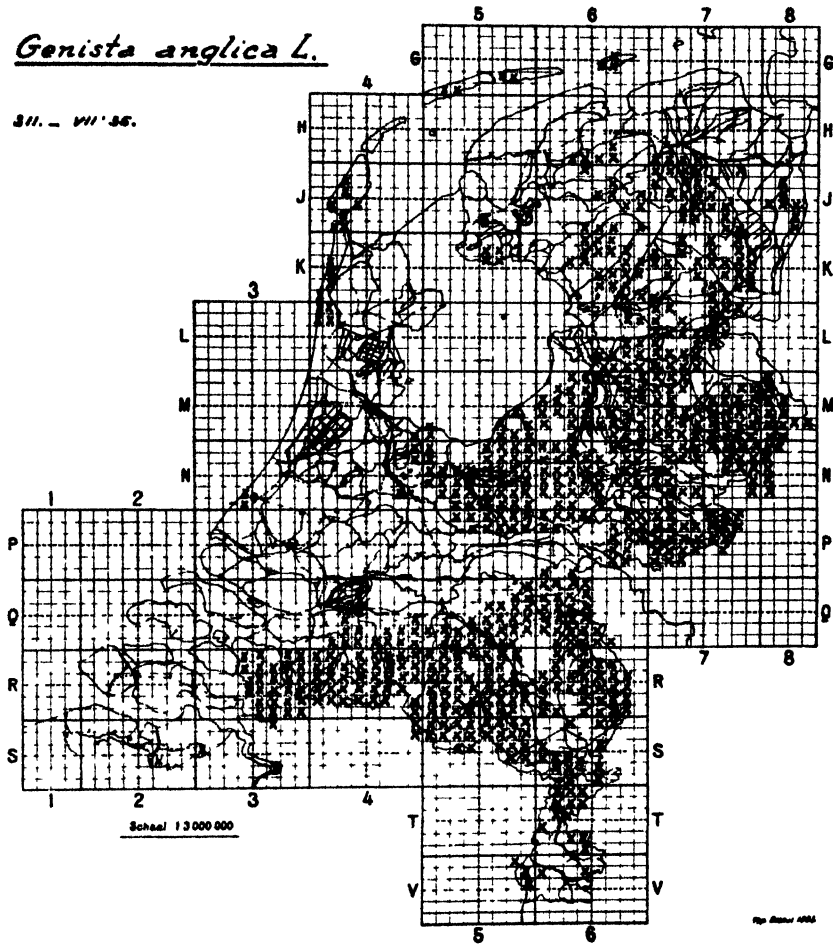 Genista anglica L.
5 6 7 8
4
G G
H H
J J
K K
3
L L
M M
N N
1 2
P P
Q Q
7 8
R R
S S
1 2 3 4
Schaal 1 3 000 000
T T
V V
5 6